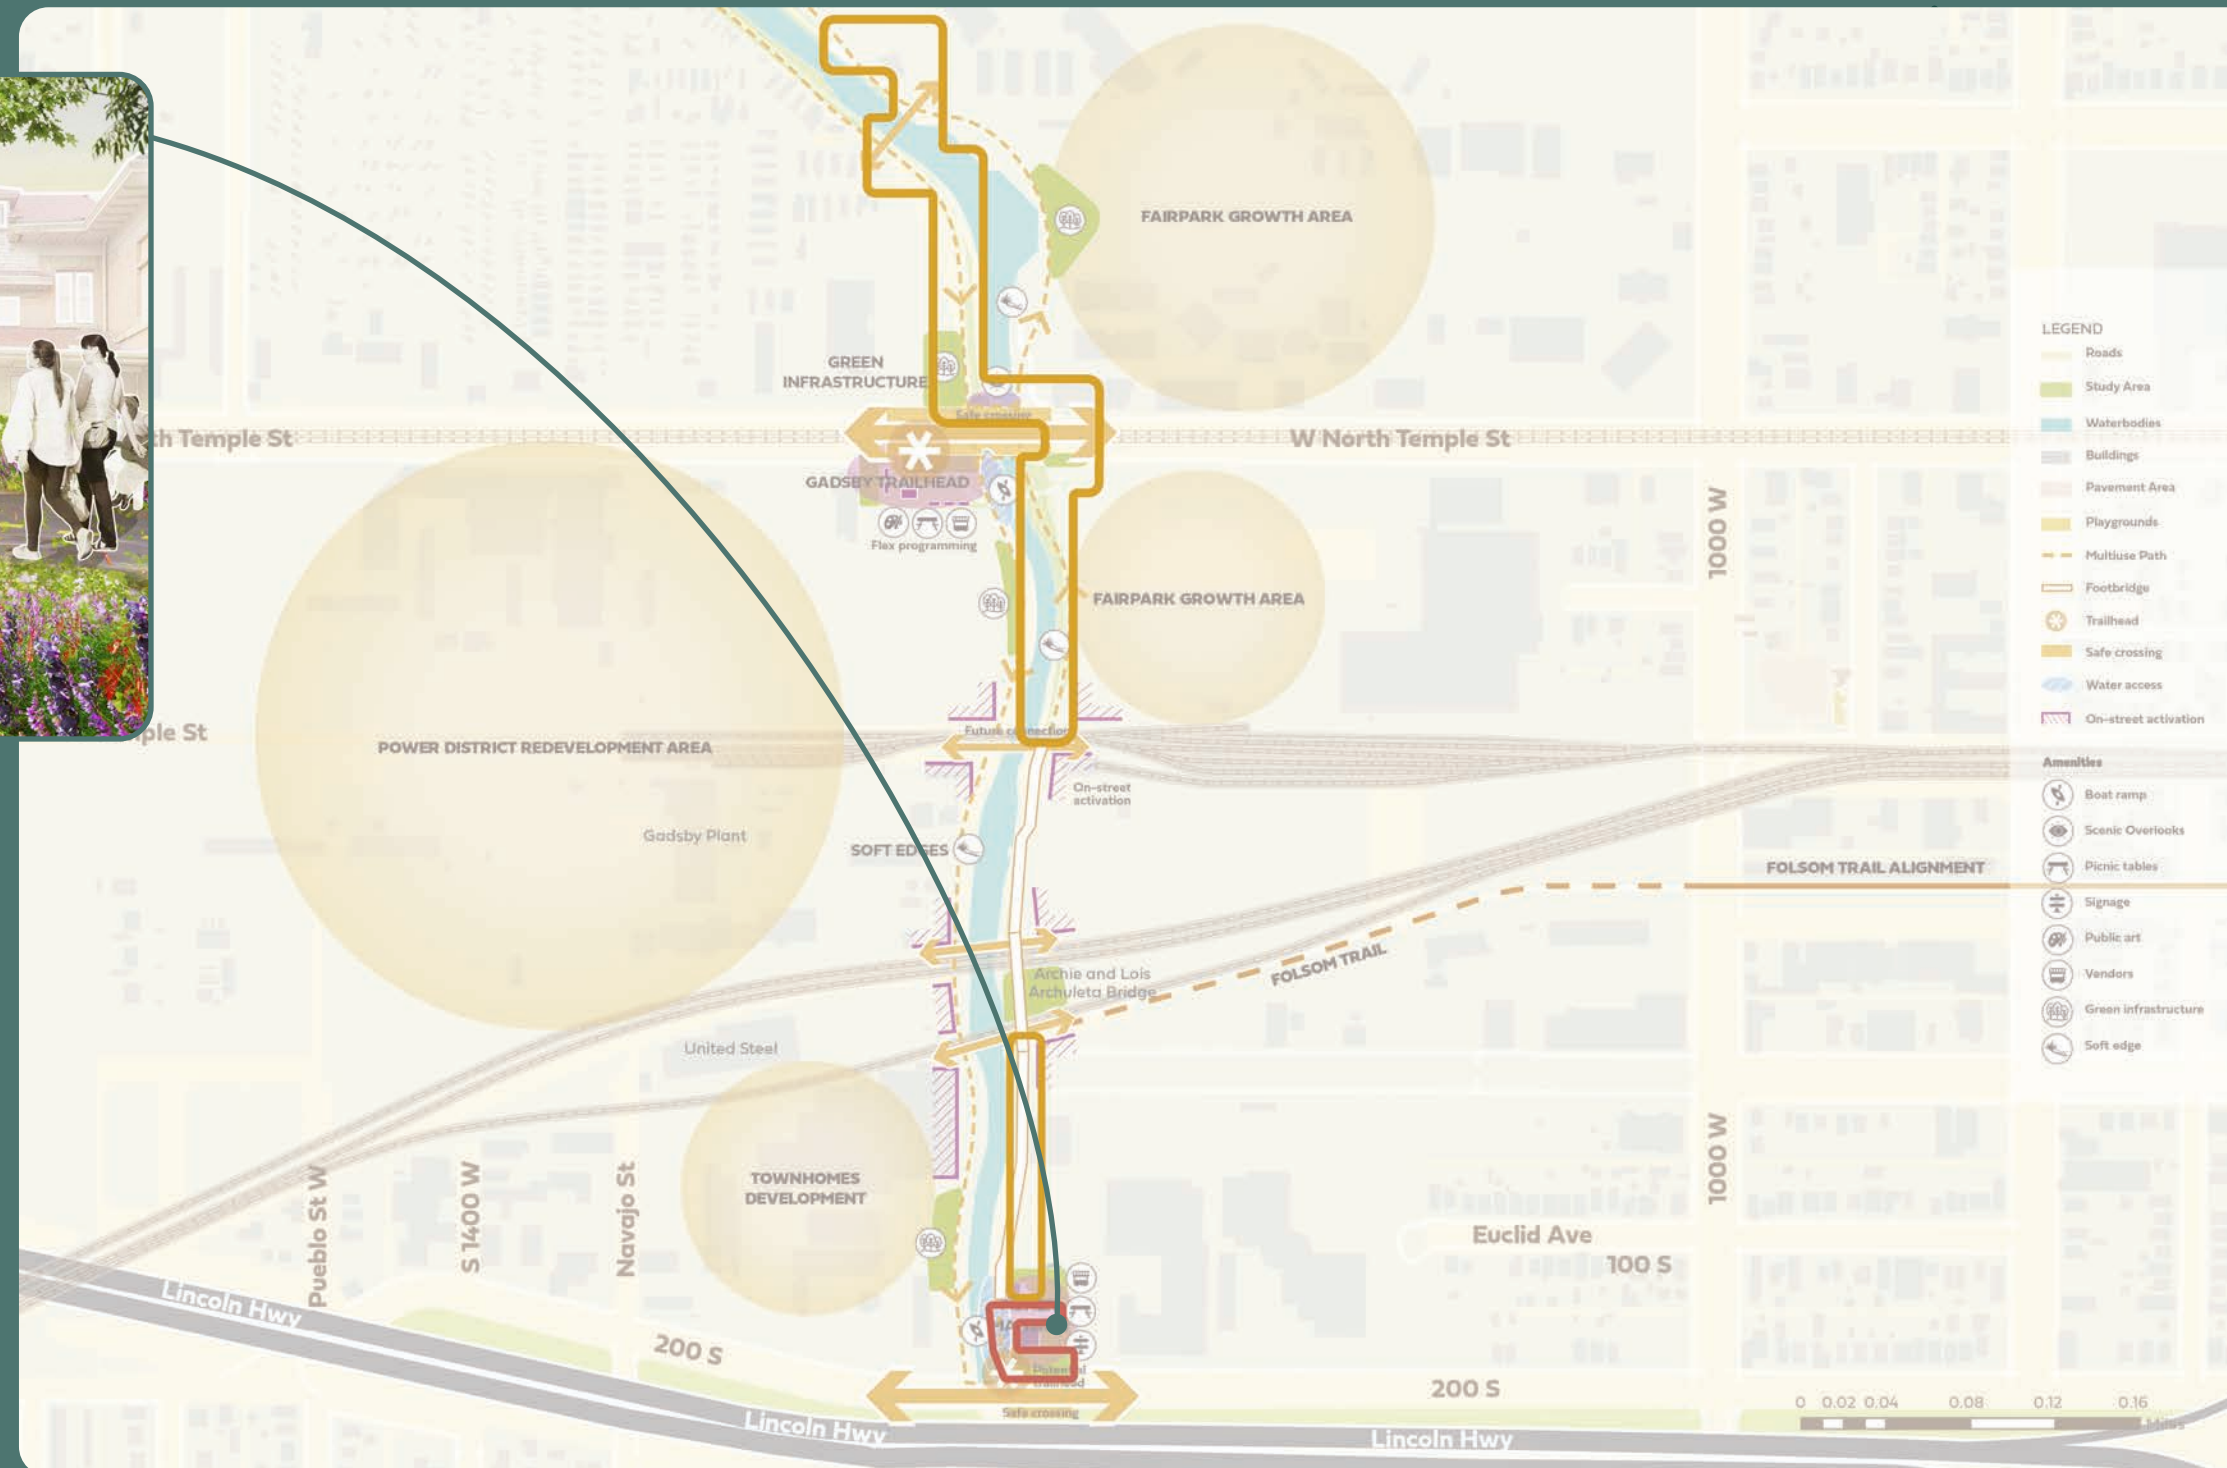 FAIRPARK GROWTH AREA
GREEN
INFRASTRUCTURE
Safe crossing
th Temple St
W North Temple St
GADSBY TRAILHEAD
Flex programming
1000 W
FAIRPARK GROWTH AREA
ple St
POWER DISTRICT REDEVELOPMENT AREA
Future connection
On-street
activation
Gadsby Plant
SOFT EDGES
FOLSOM TRAIL ALIGNMENT
FOLSOM TRAIL
Archie and Lois
Archuleta Bridge
United Steel
TOWNHOMES
DEVELOPMENT
Pueblo St W
S 1400 W
Navajo St
1000 W
Euclid Ave
100 S
Lincoln Hwy
200 S
Potential
trailhead
200 S
Safe crossing
Lincoln Hwy
Lincoln Hwy
LEGEND
Roads
Study Area
Waterbodies
Buildings
Pavement Area
Playgrounds
Multiuse Path
Footbridge
Trailhead
Safe crossing
Water access
On-street activation
Amenities
Boat ramp
Scenic Overlooks
Picnic tables
Signage
Public art
Vendors
Green infrastructure
Soft edge
0 0.02 0.04 0.08 0.12 0.16
Miles